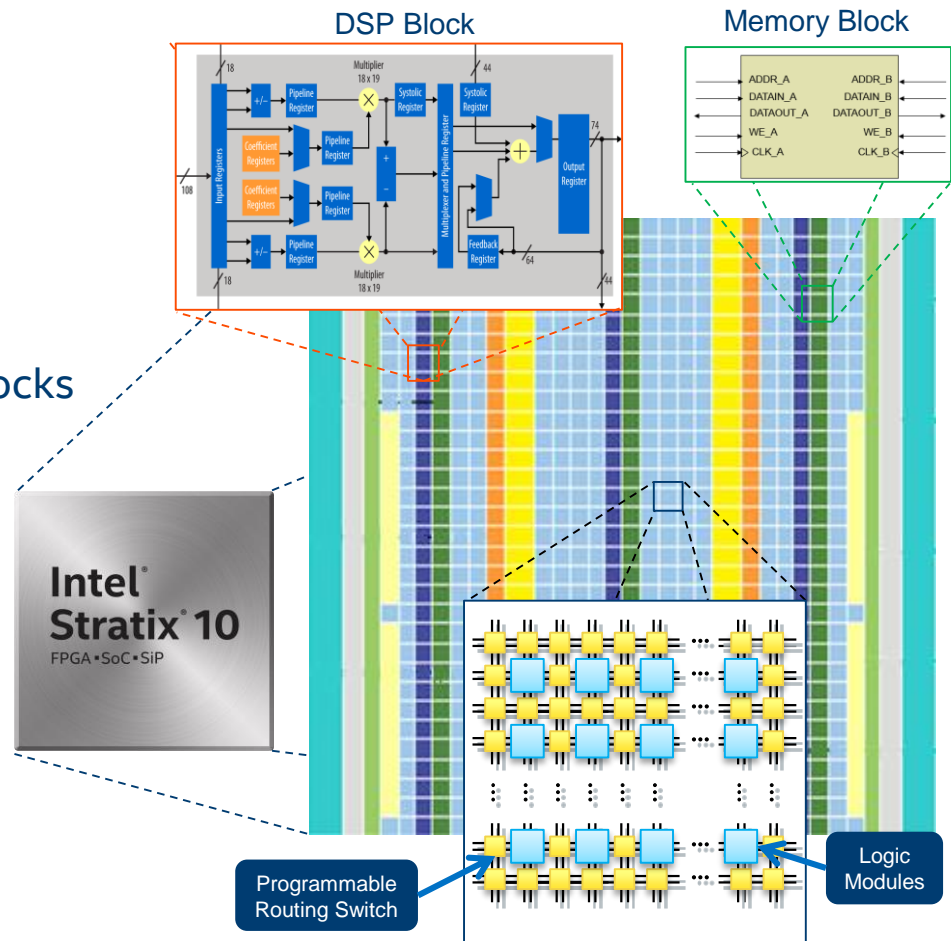 DSP Block
Memory Block
18
44
Multiplier
18 x 19
+/−
Pipeline
Register
Systolic
Register
Systolic
Register
Coefficient
Registers
Pipeline
Register
74
108
Input Registers
+
−
Multiplexer and Pipeline Register
+
Output
Register
Coefficient
Registers
Pipeline
Register
+/−
Pipeline
Register
Feedback
Register
64
18
Multiplier
18 x 19
44
ADDR_A ADDR_B
DATAIN_A DATAIN_B
DATAOUT_A DATAOUT_B
WE_A WE_B
CLK_A CLK_B
ocks
Intel®
Stratix® 10
FPGA▪SoC▪SiP
Programmable
Routing Switch
Logic
Modules